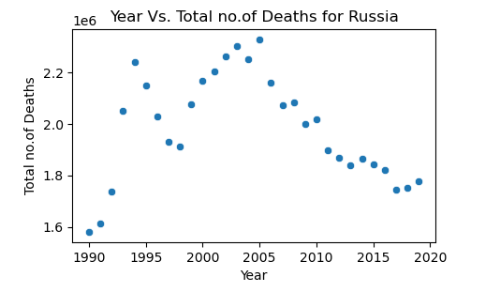 Year Vs. Total no.of Deaths for Russia
1e6
2.2
2.0
1.8
1.6
Total no.of Deaths
1990 1995 2000 2005 2010 2015 2020
Year